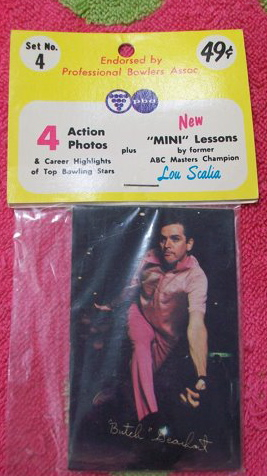 Set No.
4
49¢
Endorsed by
Professional Bowlers Assoc.
pba
4 Action
Photos
& Career Highlights
of Top Bowling Stars
plus
New
"MINI" Lessons
by former
ABC Masters Champion
Lou Scalia
"Butch" Gearhart